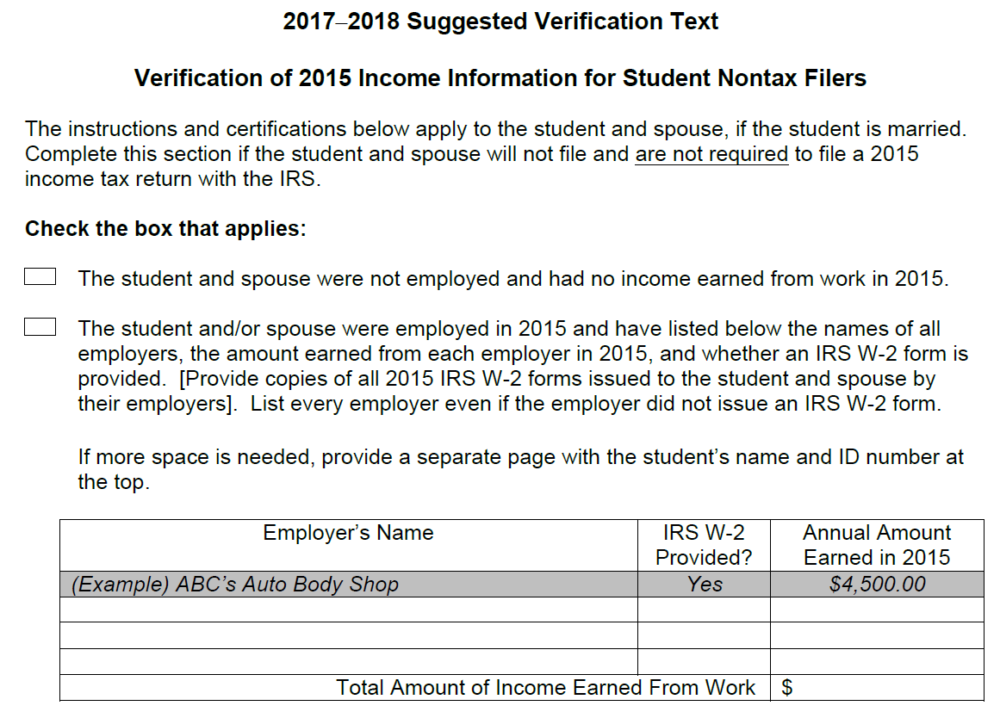 2017–2018 Suggested Verification Text
Verification of 2015 Income Information for Student Nontax Filers
The instructions and certifications below apply to the student and spouse, if the student is married.
Complete this section if the student and spouse will not file and are not required to file a 2015
income tax return with the IRS.
Check the box that applies:
The student and spouse were not employed and had no income earned from work in 2015.
The student and/or spouse were employed in 2015 and have listed below the names of all
employers, the amount earned from each employer in 2015, and whether an IRS W-2 form is
provided.  [Provide copies of all 2015 IRS W-2 forms issued to the student and spouse by
their employers].  List every employer even if the employer did not issue an IRS W-2 form.
If more space is needed, provide a separate page with the student’s name and ID number at
the top.
Employer’s Name IRS W-2 Annual Amount
Provided? Earned in 2015
(Example) ABC’s Auto Body Shop Yes $4,500.00
Total Amount of Income Earned From Work $